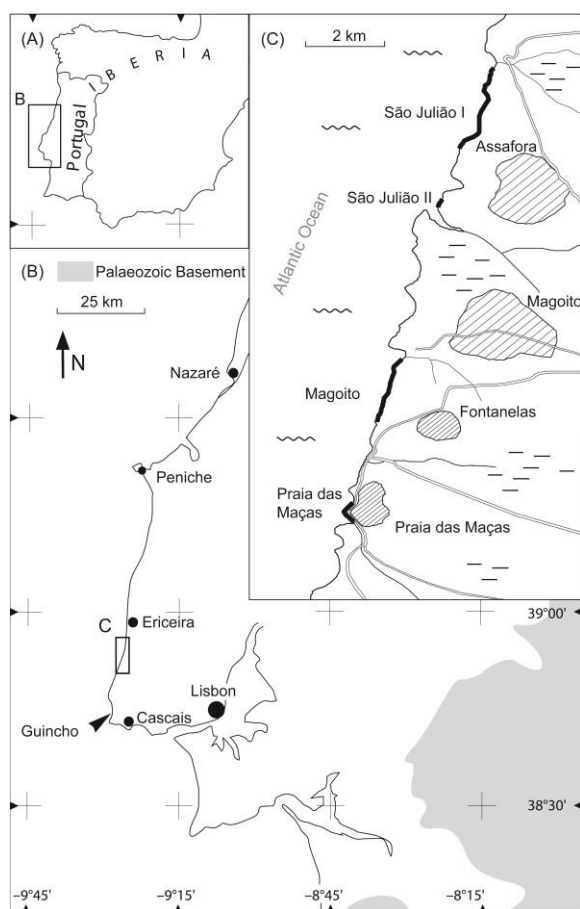 (A)
I B E R I A
B
Portugal
(B)
Palaeozoic Basement
25 km
N
Nazaré
Peniche
Ericeira
C
Lisbon
Guincho
Cascais
39°00'
38°30'
−9°45'
−9°15'
−8°45'
−8°15'
(C)
2 km
São Julião I
Assafora
São Julião II
Atlantic Ocean
Magoito
Magoito
Fontanelas
Praia das
Maças
Praia das Maças